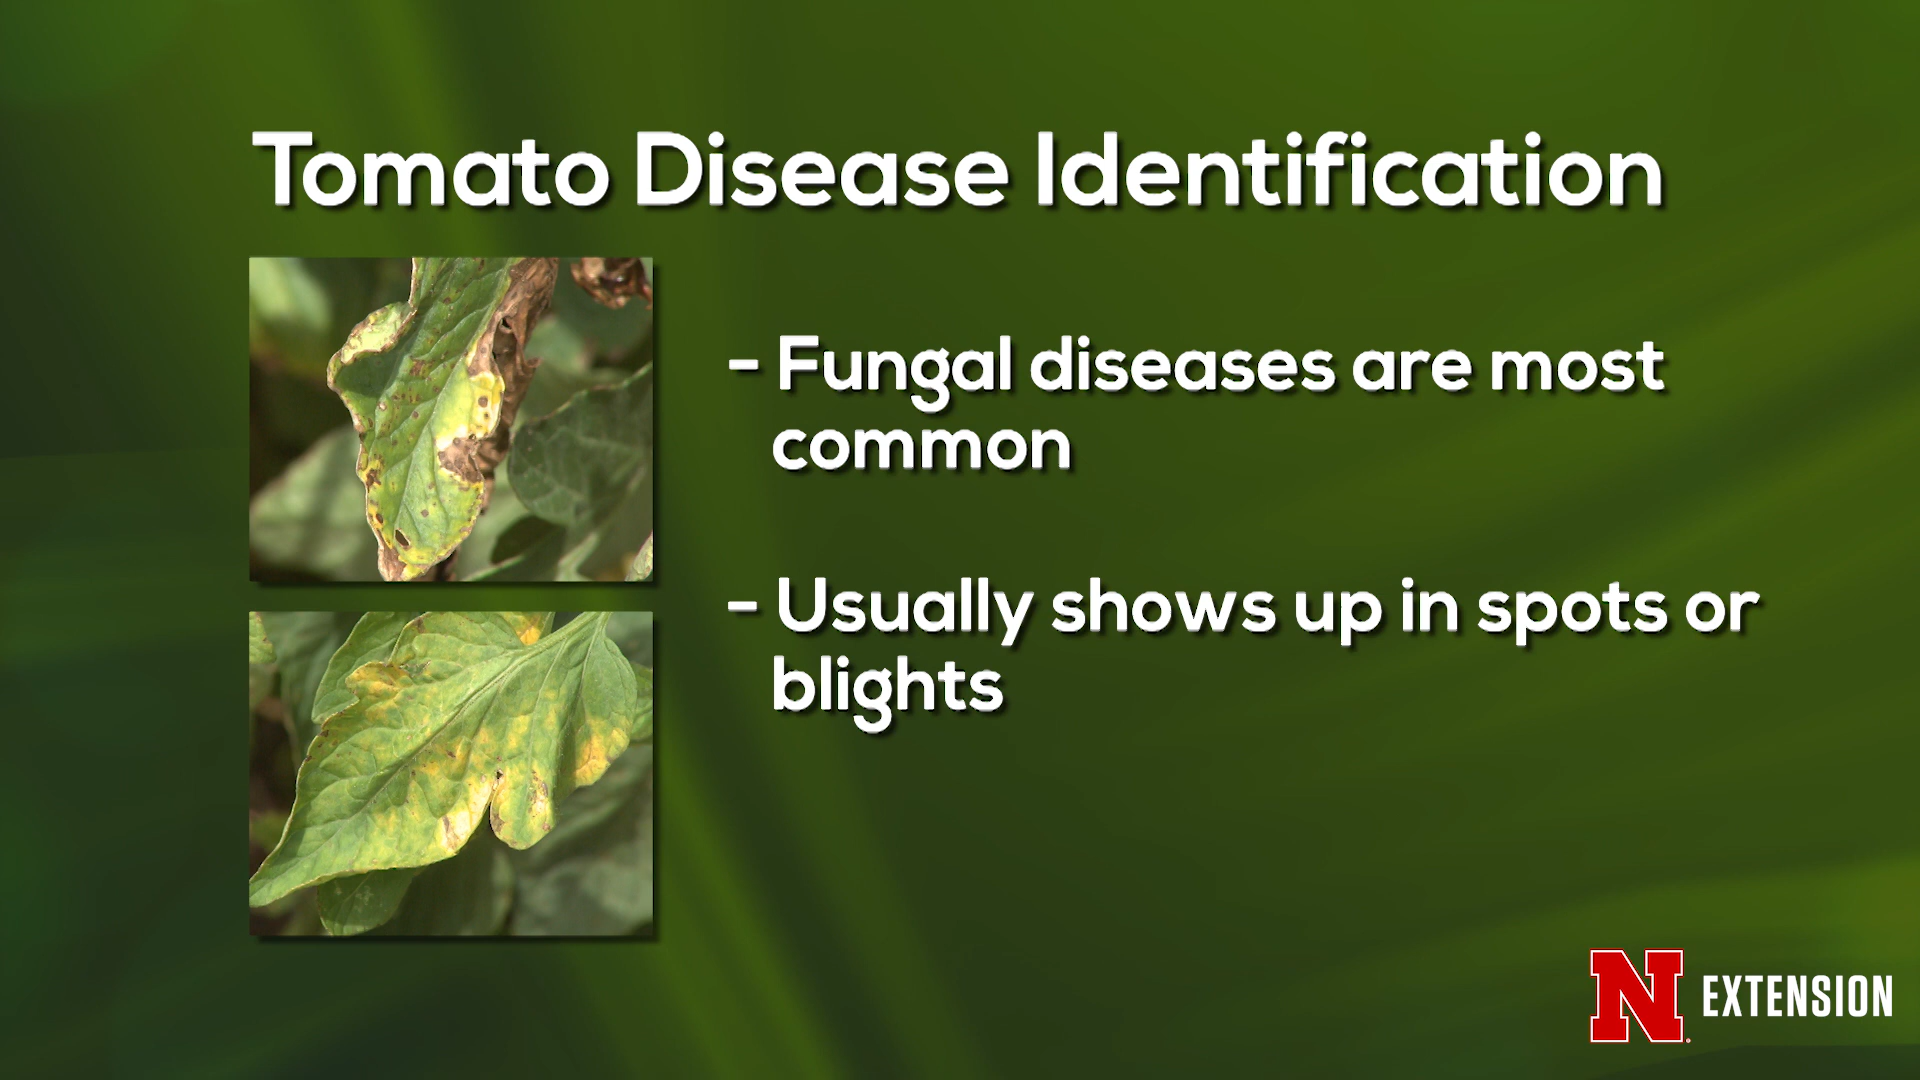 Tomato Disease Identification
- Fungal diseases are most
common
- Usually shows up in spots or
blights
N EXTENSION